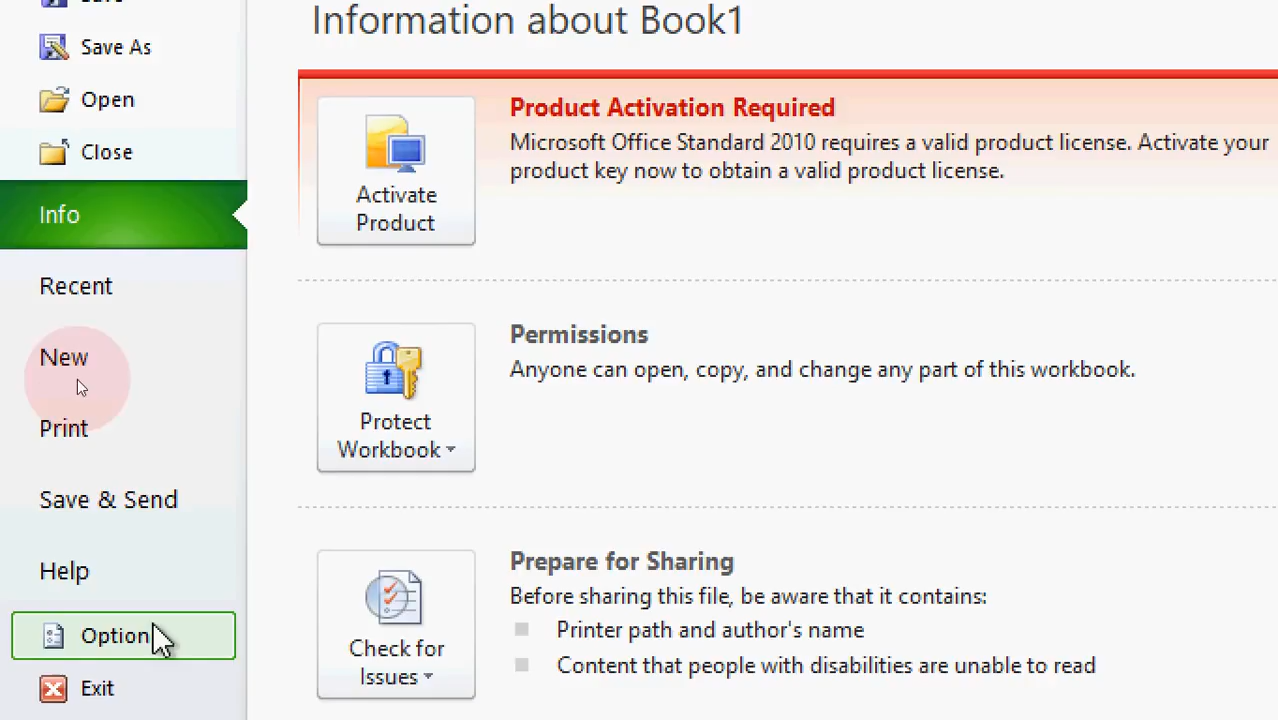 Information about Book1
Save As
Open
Close
Info
Recent
New
Print
Save & Send
Help
Option
Exit
Activate
Product
Product Activation Required
Microsoft Office Standard 2010 requires a valid product license. Activate your
product key now to obtain a valid product license.
Protect
Workbook
Permissions
Anyone can open, copy, and change any part of this workbook.
Check for
Issues
Prepare for Sharing
Before sharing this file, be aware that it contains:
Printer path and author's name
Content that people with disabilities are unable to read